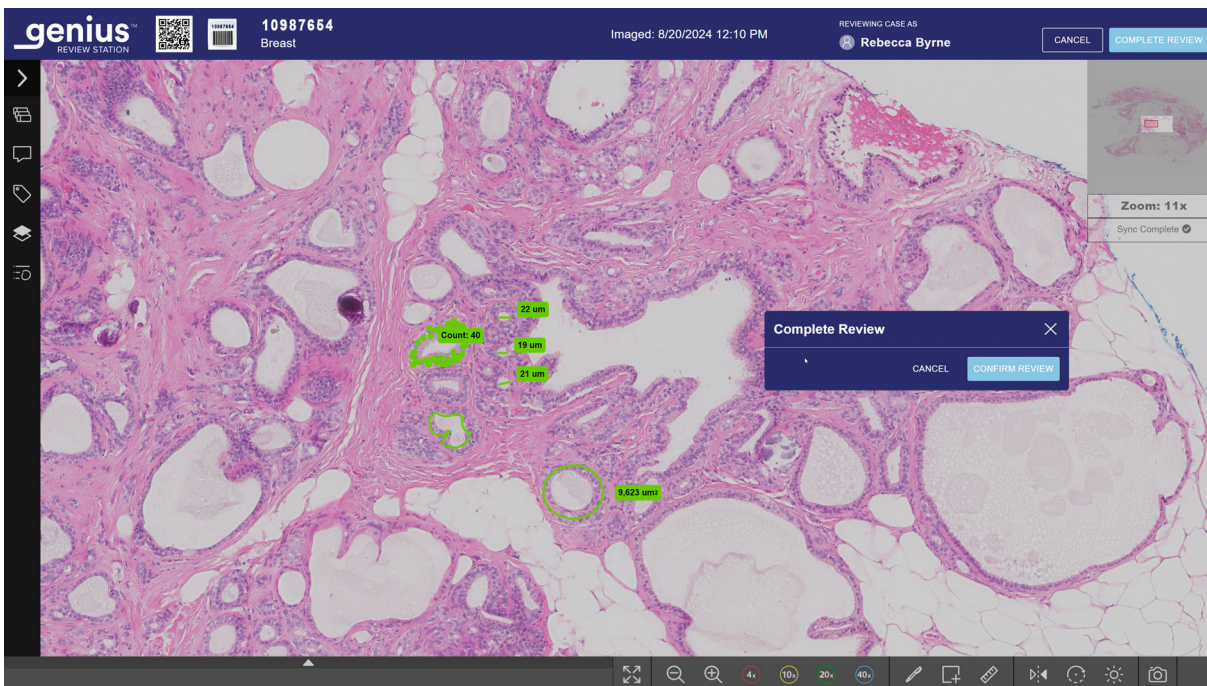 genius™
REVIEW STATION
10987654
10987654
Breast
Imaged: 8/20/2024 12:10 PM
REVIEWING CASE AS
Rebecca Byrne
CANCEL
COMPLETE REVIEW
Zoom: 11x
Sync Complete
22 um
Count: 40
19 um
21 um
9,623 um2
Complete Review
CANCEL
CONFIRM REVIEW
4x
10x
20x
40x